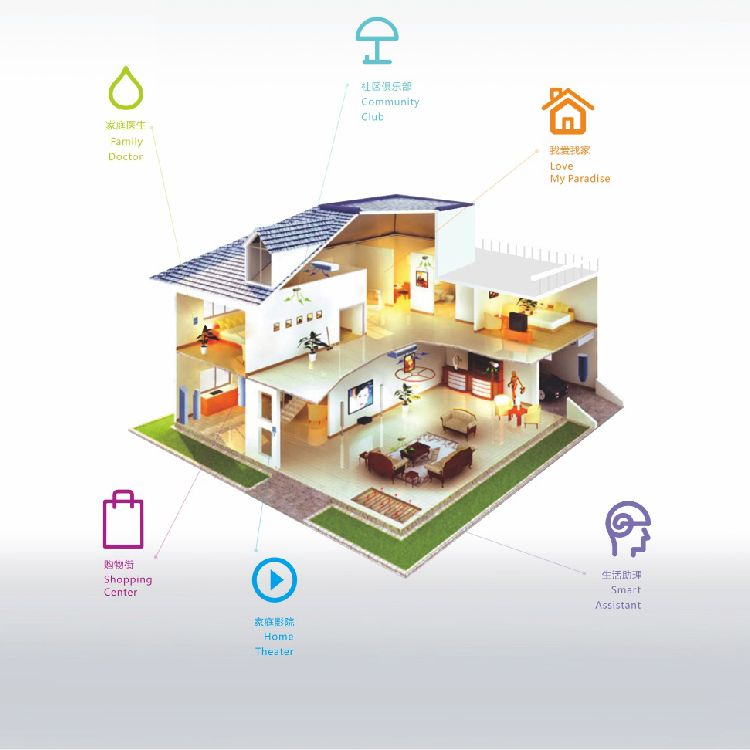 社区俱乐部
Community
Club
家庭医生
Family
Doctor
我爱我家
Love
My Paradise
购物街
Shopping
Center
家庭影院
Home
Theater
生活助理
Smart
Assistant